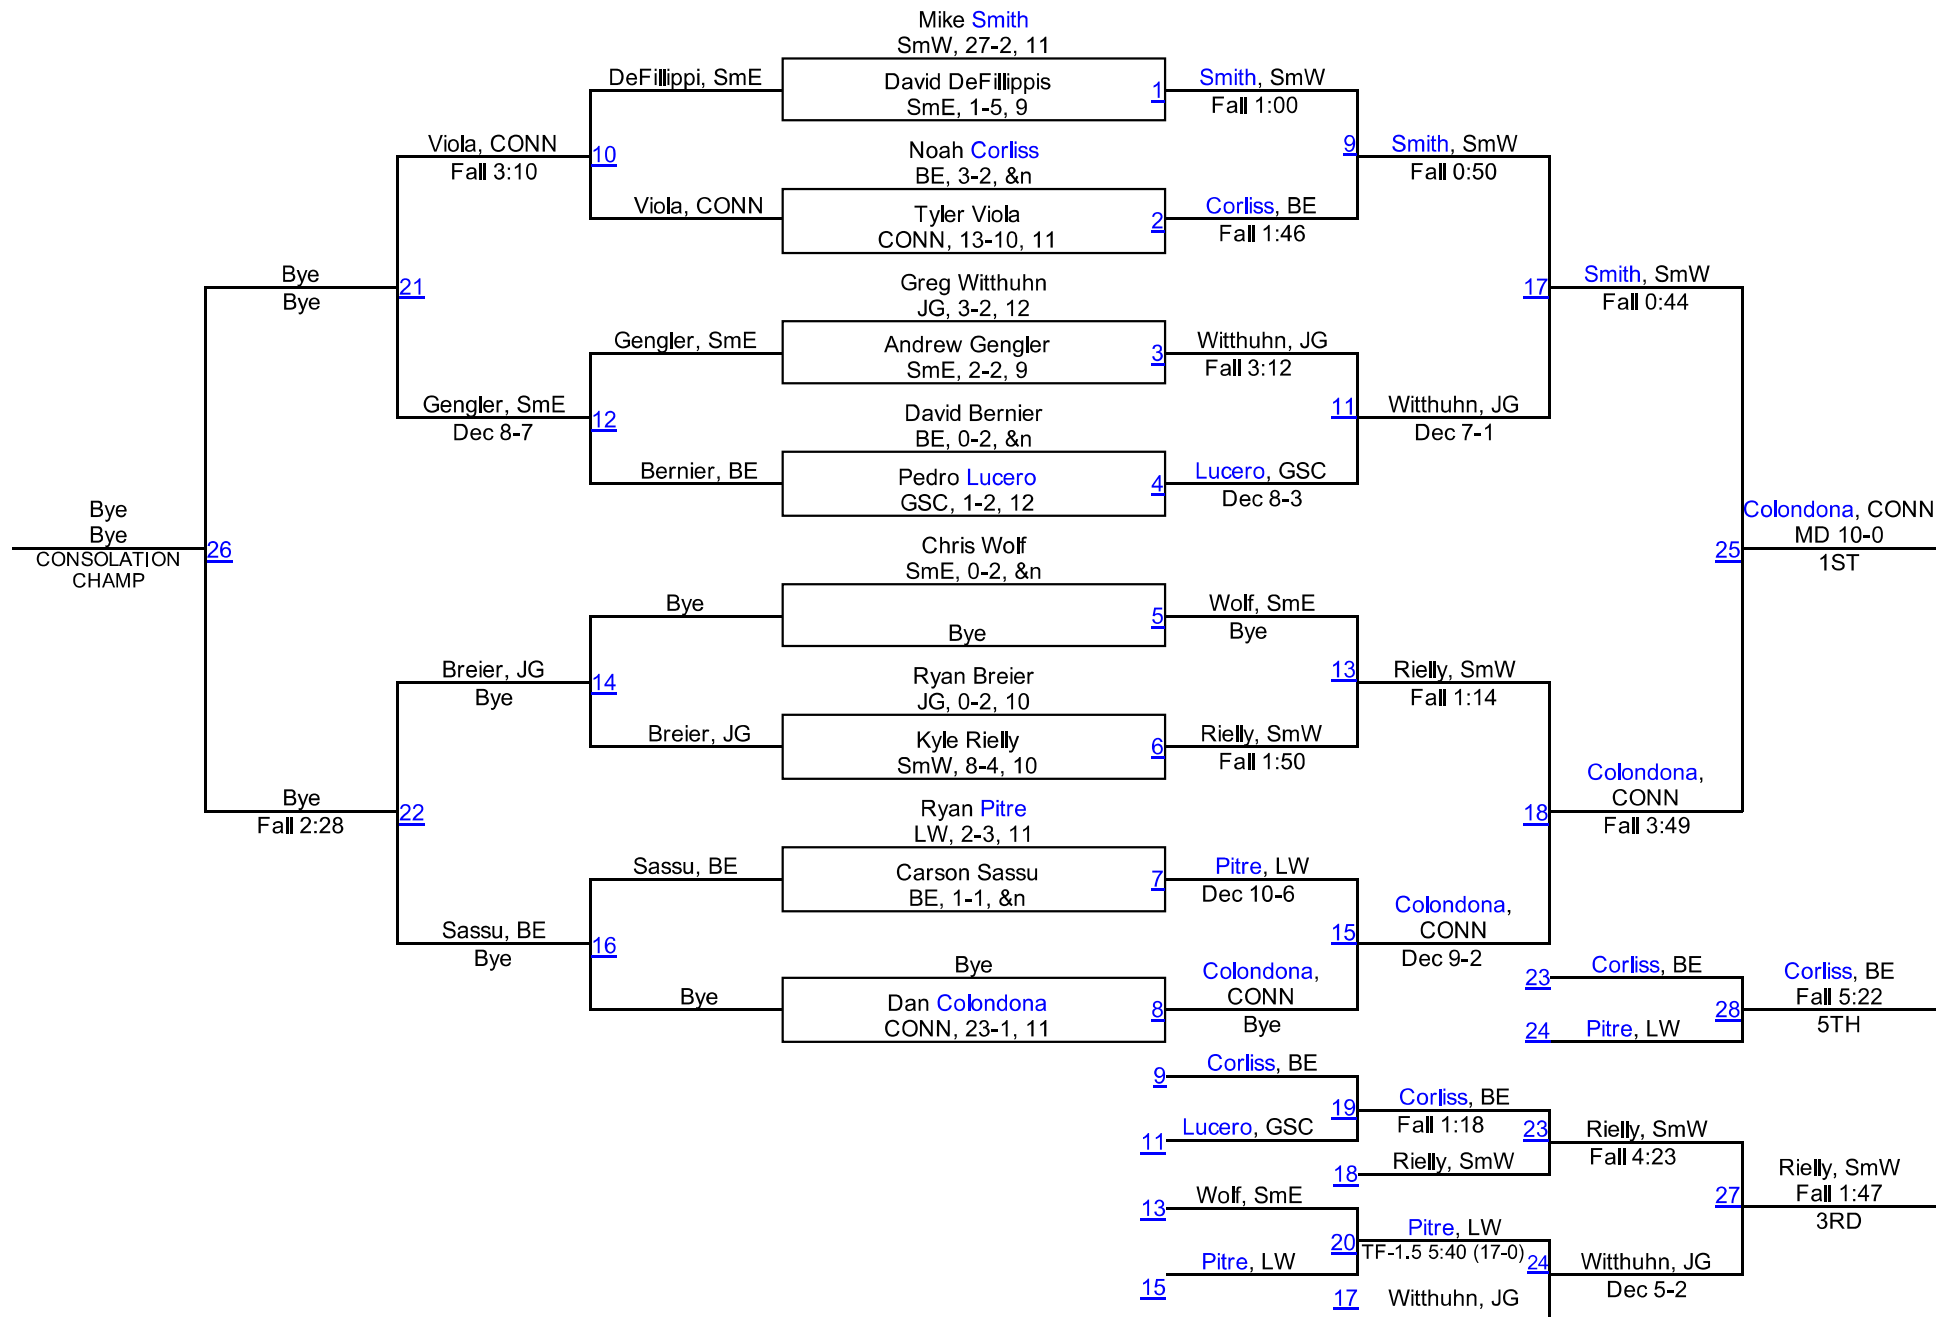 Mike Smith
SmW, 27-2, 11
DeFillippi, SmE
David DeFillippis
SmE, 1-5, 9
1
Smith, SmW
Fall 1:00
Viola, CONN
Fall 3:10
10
Noah Corliss
BE, 3-2, &n
9
Smith, SmW
Fall 0:50
Viola, CONN
Tyler Viola
CONN, 13-10, 11
2
Corliss, BE
Fall 1:46
Bye
Bye
21
Greg Witthuhn
JG, 3-2, 12
17
Smith, SmW
Fall 0:44
Gengler, SmE
Andrew Gengler
SmE, 2-2, 9
3
Witthuhn, JG
Fall 3:12
Gengler, SmE
Dec 8-7
12
David Bernier
BE, 0-2, &n
11
Witthuhn, JG
Dec 7-1
Bernier, BE
Pedro Lucero
GSC, 1-2, 12
4
Lucero, GSC
Dec 8-3
Bye
Bye
CONSOLATION
CHAMP
26
Chris Wolf
SmE, 0-2, &n
25
Colondona, CONN
MD 10-0
1ST
Bye
Bye
5
Wolf, SmE
Bye
Breier, JG
Bye
14
Ryan Breier
JG, 0-2, 10
13
Rielly, SmW
Fall 1:14
Breier, JG
Kyle Rielly
SmW, 8-4, 10
6
Rielly, SmW
Fall 1:50
Bye
Fall 2:28
22
Ryan Pitre
LW, 2-3, 11
18
Colondona,
CONN
Fall 3:49
Sassu, BE
Carson Sassu
BE, 1-1, &n
7
Pitre, LW
Dec 10-6
Sassu, BE
Bye
16
15
Colondona,
CONN
Dec 9-2
Bye
Bye
Dan Colondona
CONN, 23-1, 11
8
Colondona,
CONN
Bye
23
Corliss, BE
24
Pitre, LW
28
Corliss, BE
Fall 5:22
5TH
9
Corliss, BE
11
Lucero, GSC
19
Corliss, BE
Fall 1:18
18
Rielly, SmW
23
Rielly, SmW
Fall 4:23
13
Wolf, SmE
15
Pitre, LW
20
Pitre, LW
TF-1.5 5:40 (17-0)
17
Witthuhn, JG
24
Witthuhn, JG
Dec 5-2
27
Rielly, SmW
Fall 1:47
3RD